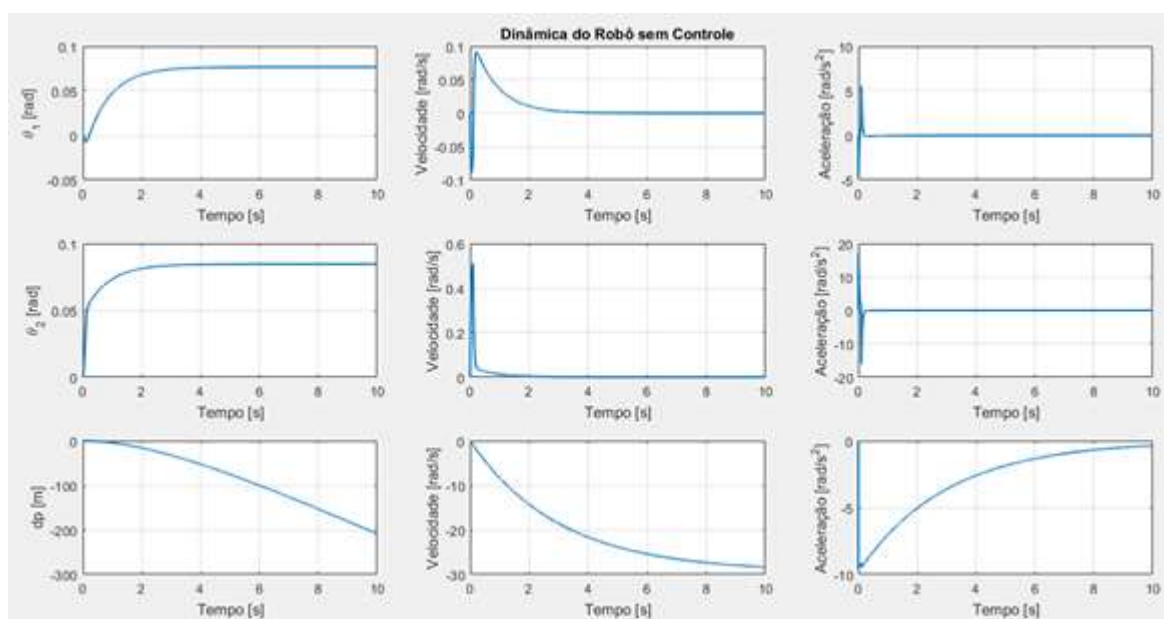 Dinâmica do Robô sem Controle
0.1
0.05
0
-0.05
θ1 [rad]
0 2 4 6 8 10
Tempo [s]
0.1
0.05
0
-0.05
-0.1
Velocidade [rad/s]
0 2 4 6 8 10
Tempo [s]
10
5
0
-5
Aceleração [rad/s²]
0 2 4 6 8 10
Tempo [s]
0.1
0.05
0
θ2 [rad]
0 2 4 6 8 10
Tempo [s]
0.6
0.4
0.2
0
Velocidade [rad/s]
0 2 4 6 8 10
Tempo [s]
20
10
0
-10
-20
Aceleração [rad/s²]
0 2 4 6 8 10
Tempo [s]
0
-100
-200
-300
dp [m]
0 2 4 6 8 10
Tempo [s]
0
-10
-20
-30
Velocidade [rad/s]
0 2 4 6 8 10
Tempo [s]
0
-5
-10
Aceleração [rad/s²]
0 2 4 6 8 10
Tempo [s]